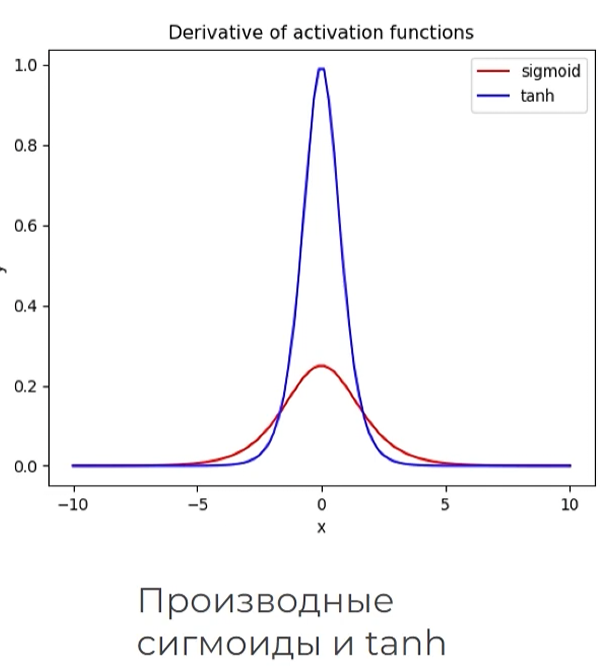 Derivative of activation functions
sigmoid
tanh
1.0
0.8
0.6
0.4
0.2
0.0
−10
−5
0
5
10
x
Производные
сигмоиды и tanh